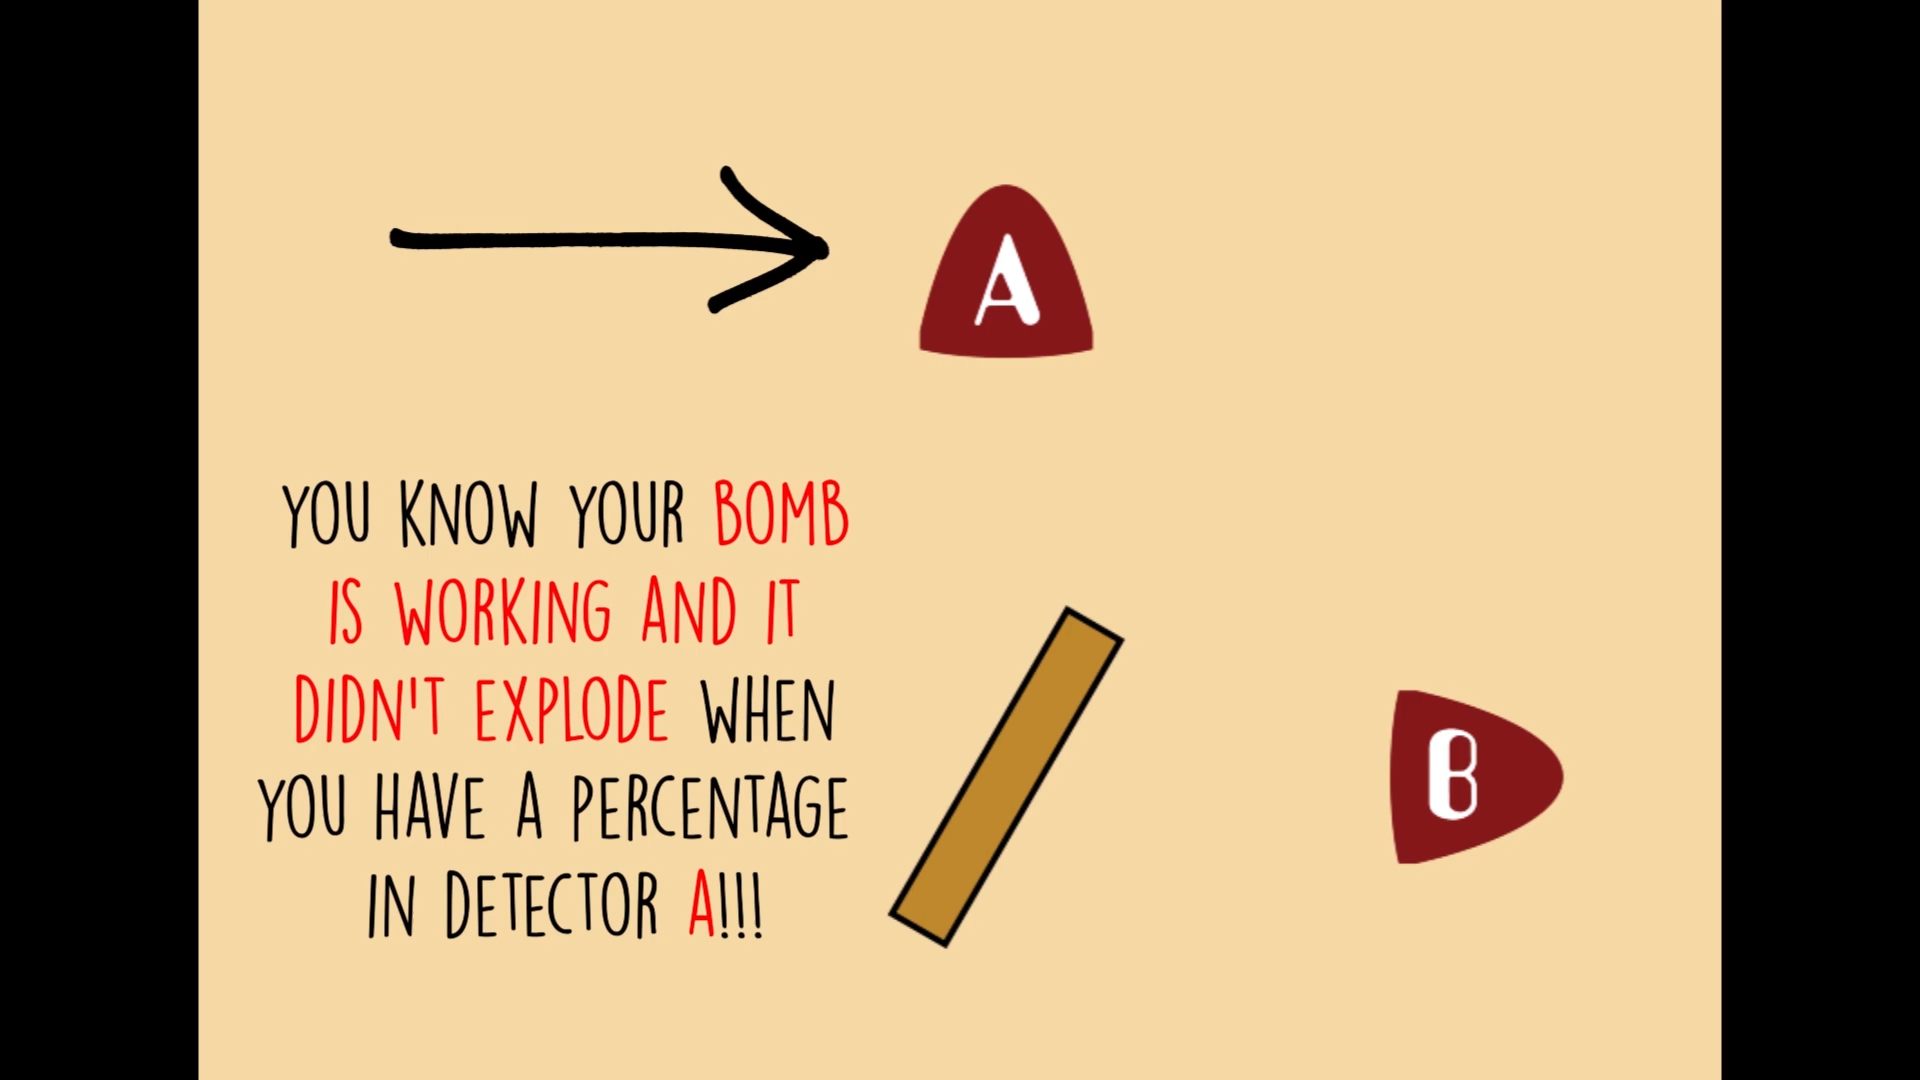 A
YOU KNOW YOUR BOMB
IS WORKING AND IT
DIDN'T EXPLODE WHEN
YOU HAVE A PERCENTAGE
IN DETECTOR A!!!
B